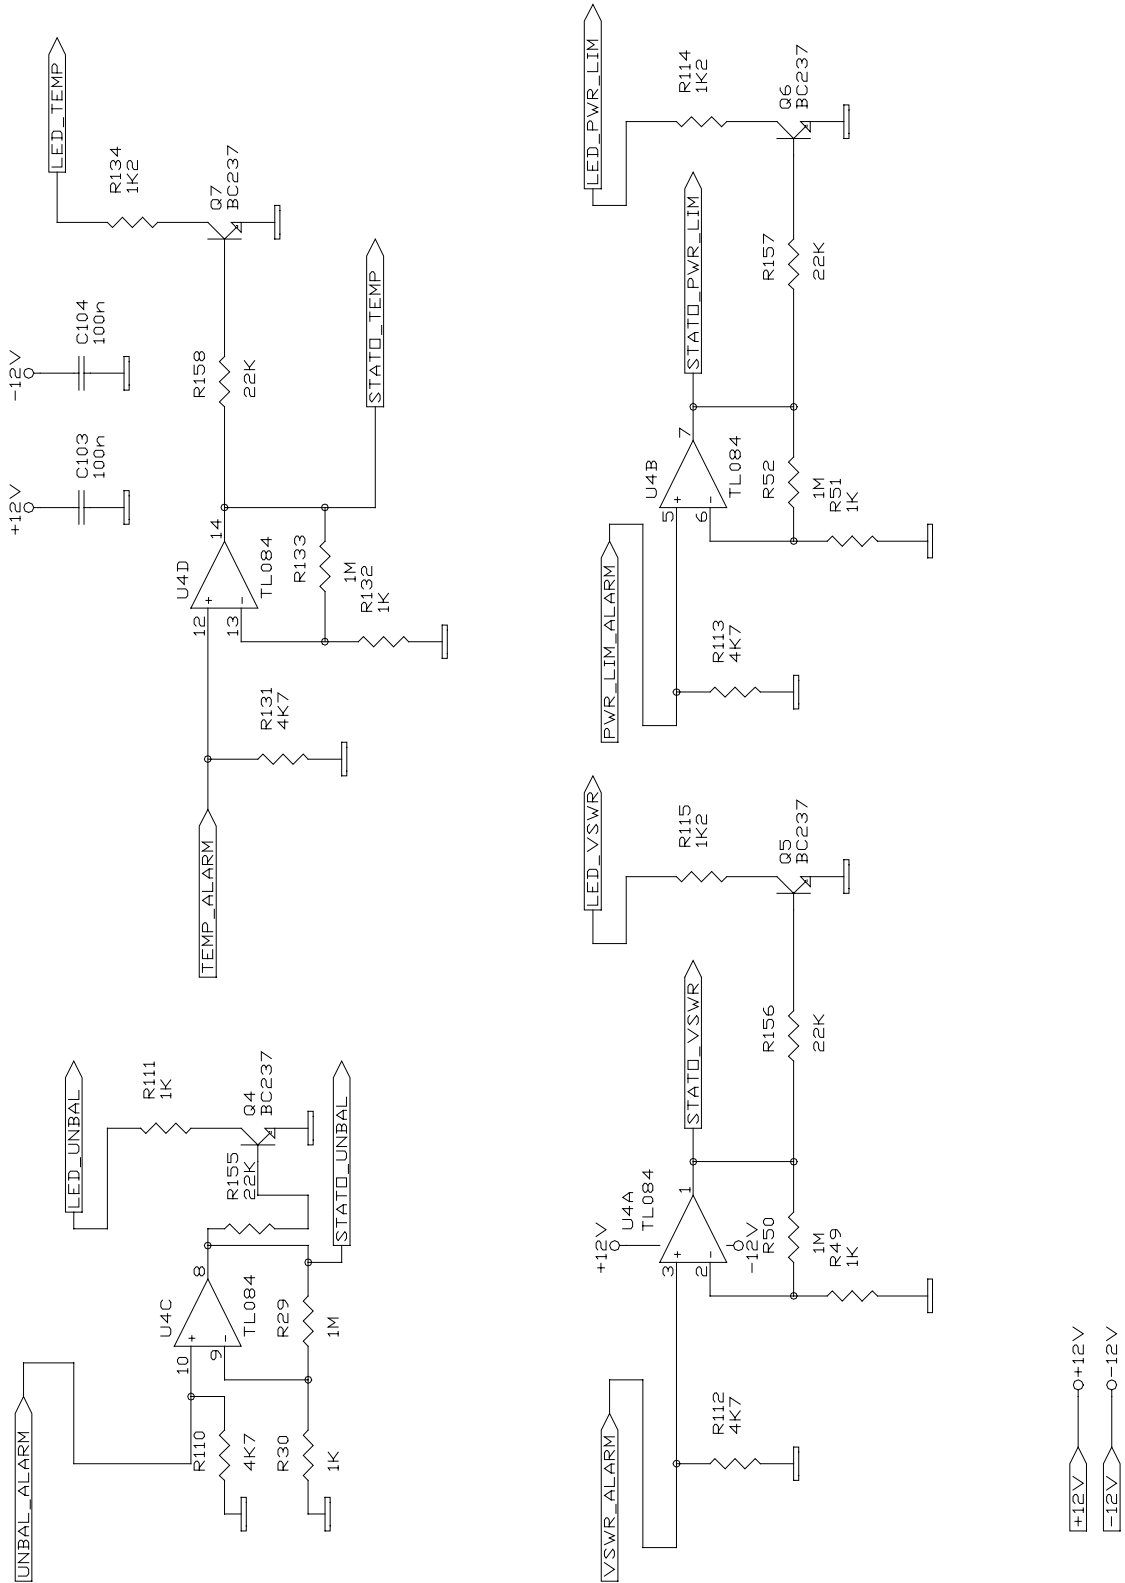 UNBAL_ALARM
R110
4K7
R30
1K
10
9
8
+
-
U4C
TL084
R29
1M
LED_UNBAL
R111
1K
Q4
BC237
R155
22K
STATO_UNBAL
TEMP_ALARM
R131
4K7
12
13
14
+
-
U4D
TL084
R133
1M
R132
1K
R158
22K
STATO_TEMP
Q7
BC237
R134
1K2
LED_TEMP
+12V
C103
100n
-12V
C104
100n
VSWR_ALARM
R112
4K7
3
2
1
+
-
+12V
U4A
TL084
-12V
R50
1M
R49
1K
STATO_VSWR
R156
22K
Q5
BC237
R115
1K2
LED_VSWR
PWR_LIM_ALARM
R113
4K7
5
6
7
+
-
U4B
TL084
R52
1M
R51
1K
STATO_PWR_LIM
R157
22K
Q6
BC237
R114
1K2
LED_PWR_LIM
+12V
+12V
-12V
-12V